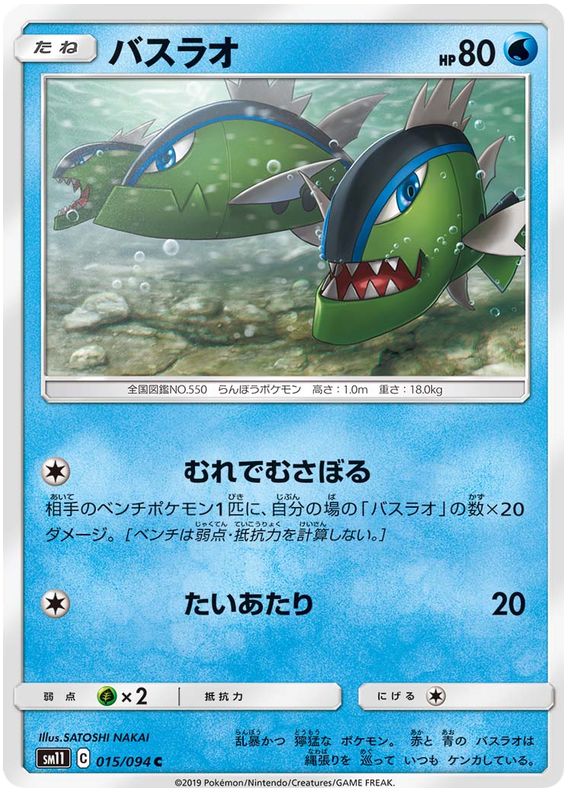 たね バスラオ HP80
全国図鑑NO.550 らんぼうポケモン 高さ：1.0m 重さ：18.0kg
むれでむさぼる
相手のベンチポケモン1匹に、自分の場の「バスラオ」の数×20
ダメージ。[ベンチは弱点・抵抗力を計算しない。]
たいあたり 20
弱点 ×2 抵抗力 にげる
Illus.SATOSHI NAKAI
sm11 C 015/094 C
乱暴かつ 獰猛な ポケモン。赤と 青の バスラオは
縄張りを 巡って いつも ケンカしている。
©2019 Pokémon/Nintendo/Creatures/GAME FREAK.